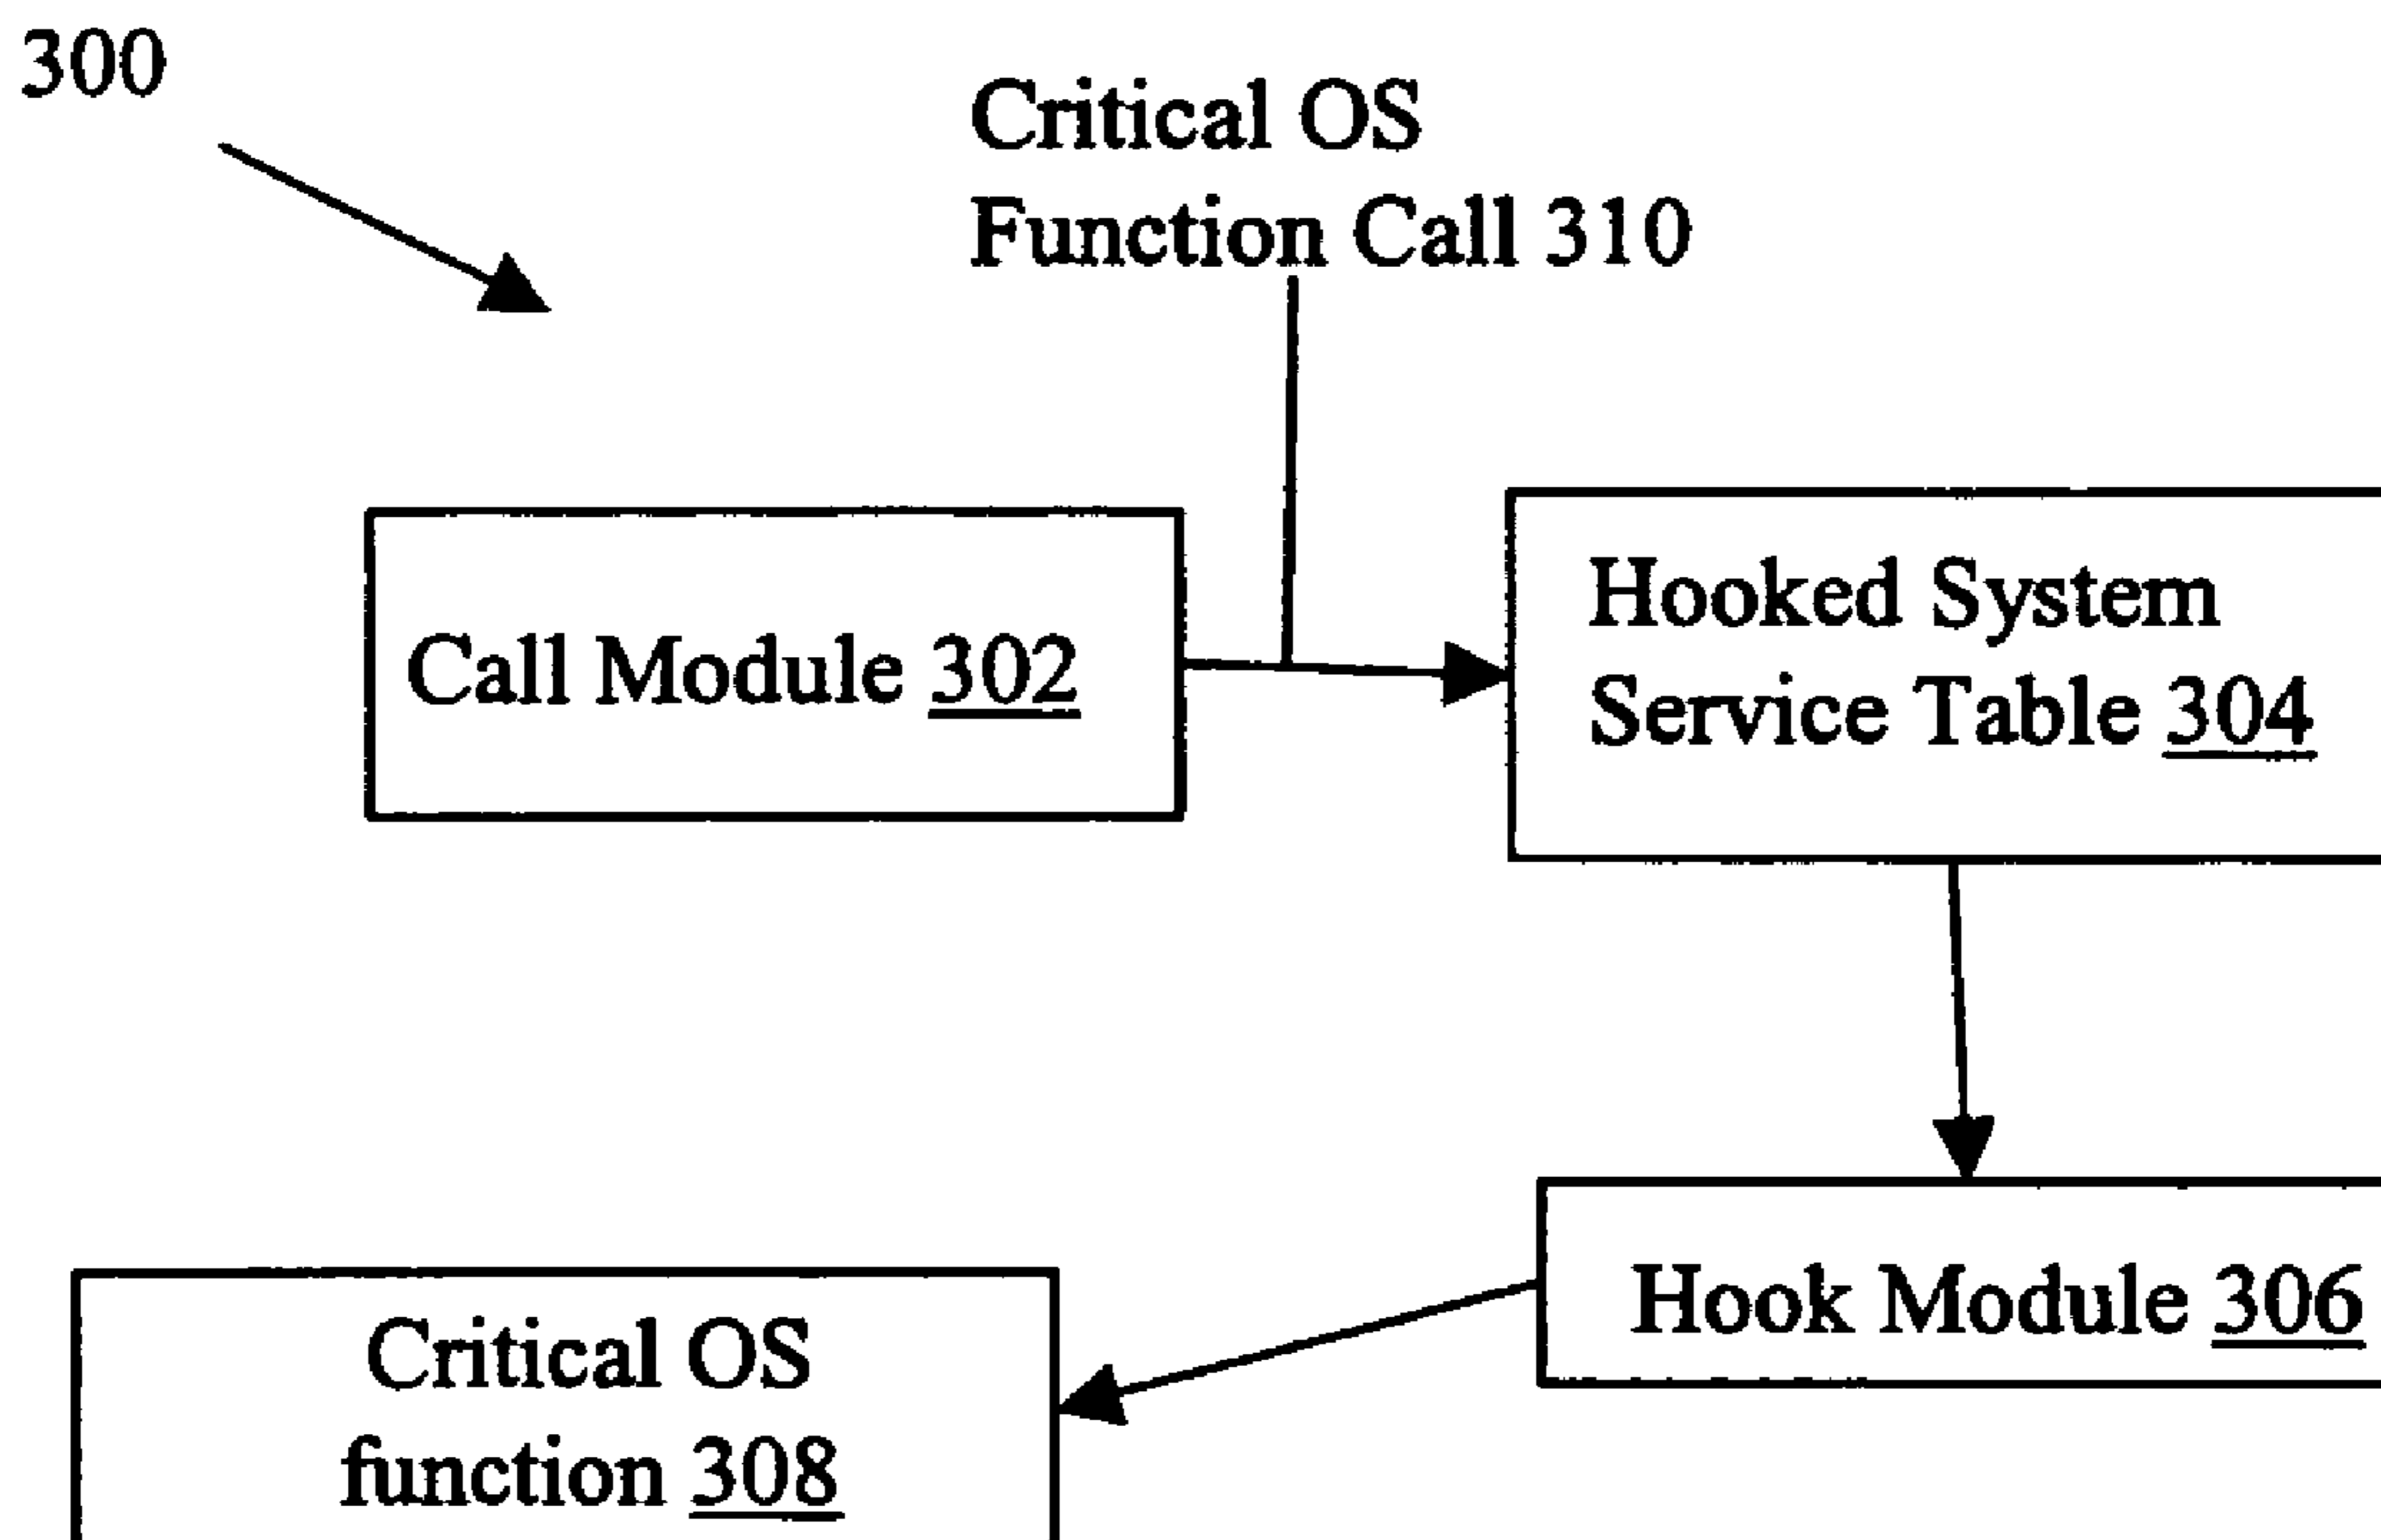 300
Critical OS
Function Call 310
Call Module 302
Hooked System
Service Table 304
Hook Module 306
Critical OS
function 308